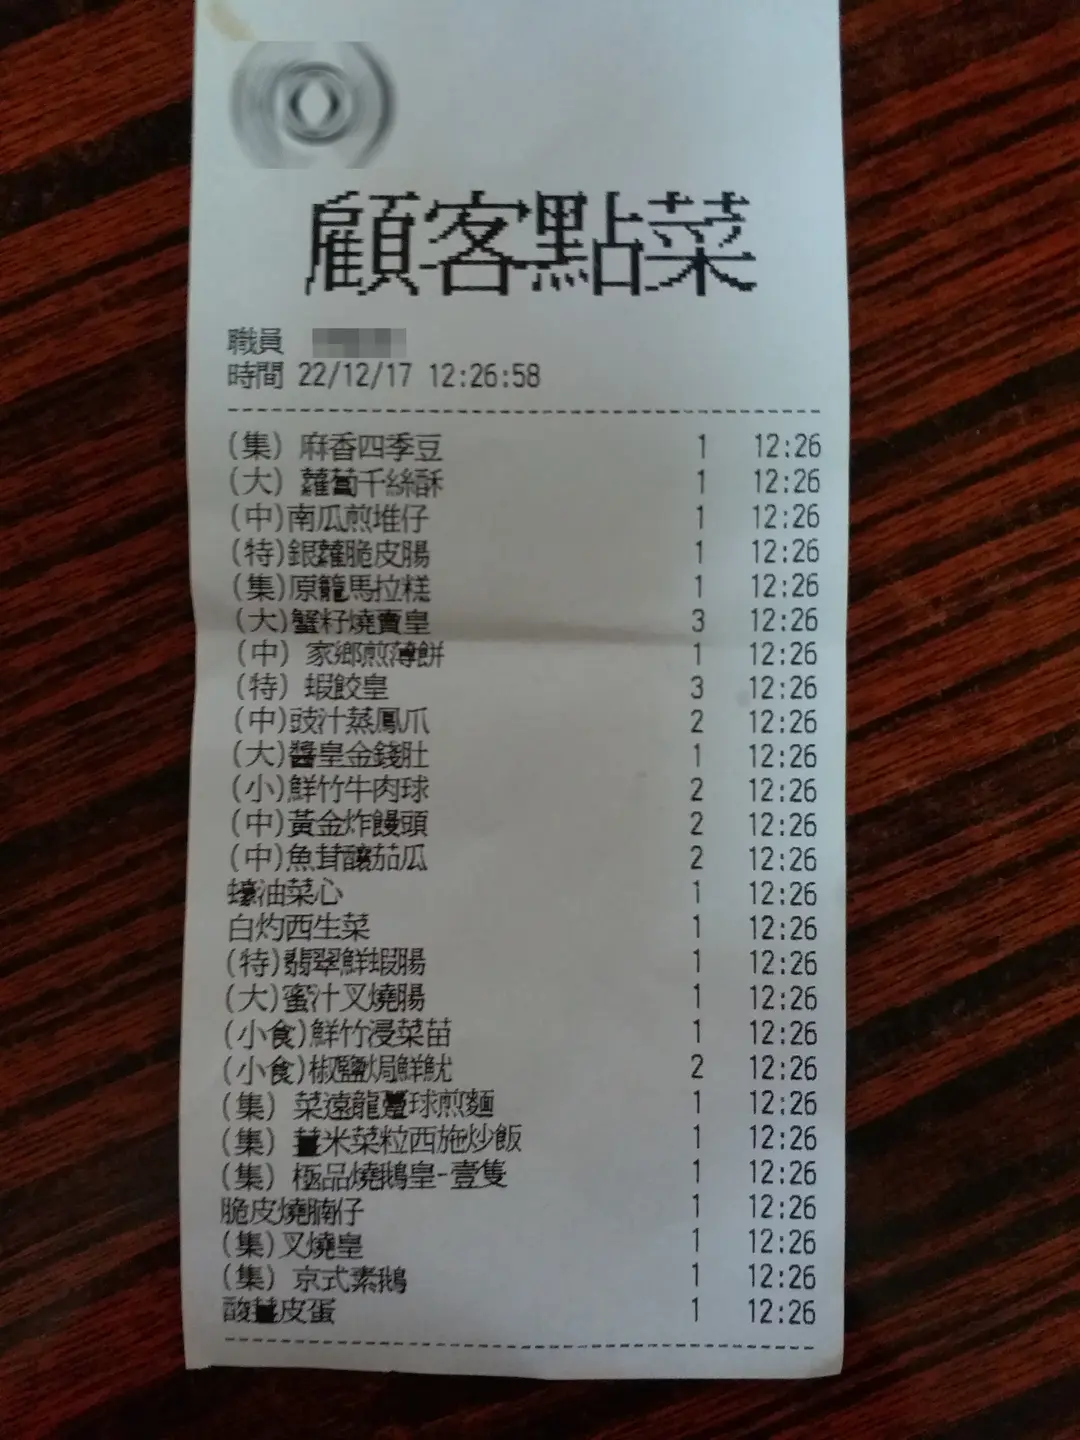 顧客點菜
職員
時間 22/12/17 12:26:58
(集) 麻香四季豆 1 12:26
(大) 蘿蔔千絲酥 1 12:26
(中)南瓜煎堆仔 1 12:26
(特)銀蘿脆皮腸 1 12:26
(集)原籠馬拉糕 1 12:26
(大)蟹籽燒賣皇 3 12:26
(中) 家鄉煎薄餅 1 12:26
(特) 蝦餃皇 3 12:26
(中)豉汁蒸鳳爪 2 12:26
(大)醬皇金錢肚 1 12:26
(小)鮮竹牛肉球 2 12:26
(中)黃金炸饅頭 2 12:26
(中)魚茸釀茄瓜 2 12:26
蠔油菜心 1 12:26
白灼西生菜 1 12:26
(特)翡翠鮮蝦腸 1 12:26
(大)蜜汁叉燒腸 1 12:26
(小食)鮮竹浸菜苗 1 12:26
(小食)椒鹽焗鮮魷 2 12:26
(集) 菜遠龍躉球煎麵 1 12:26
(集) 薑米菜粒西施炒飯 1 12:26
(集) 極品燒鵝皇-壹隻 1 12:26
脆皮燒腩仔 1 12:26
(集)叉燒皇 1 12:26
(集) 京式素鵝 1 12:26
酸薑皮蛋 1 12:26